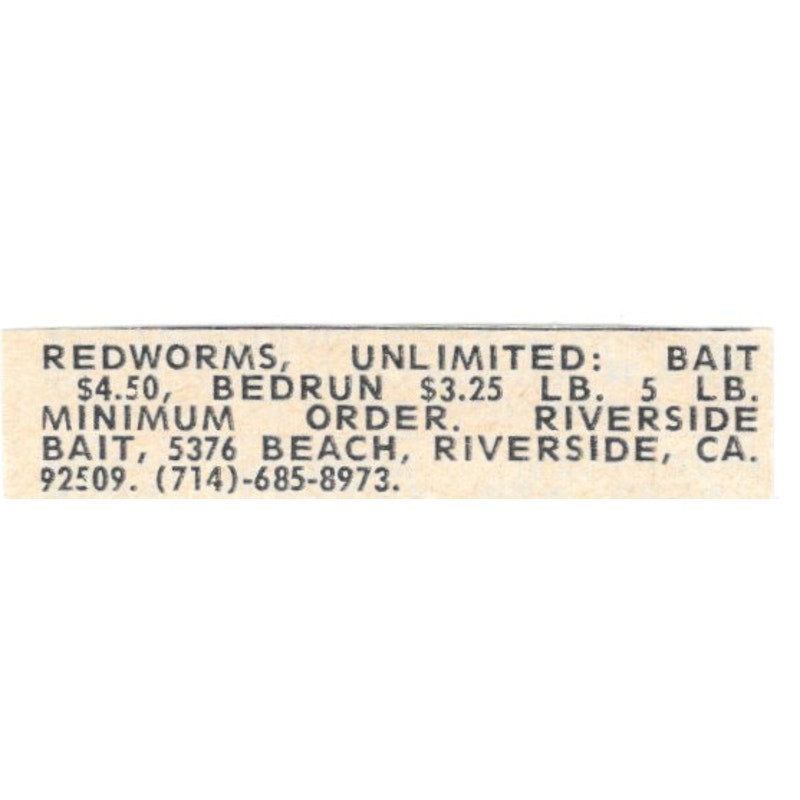 REDWORMS, UNLIMITED: BAIT
$4.50, BEDRUN $3.25 LB. 5 LB.
MINIMUM ORDER. RIVERSIDE
BAIT, 5376 BEACH, RIVERSIDE, CA.
92509. (714)-685-8973.